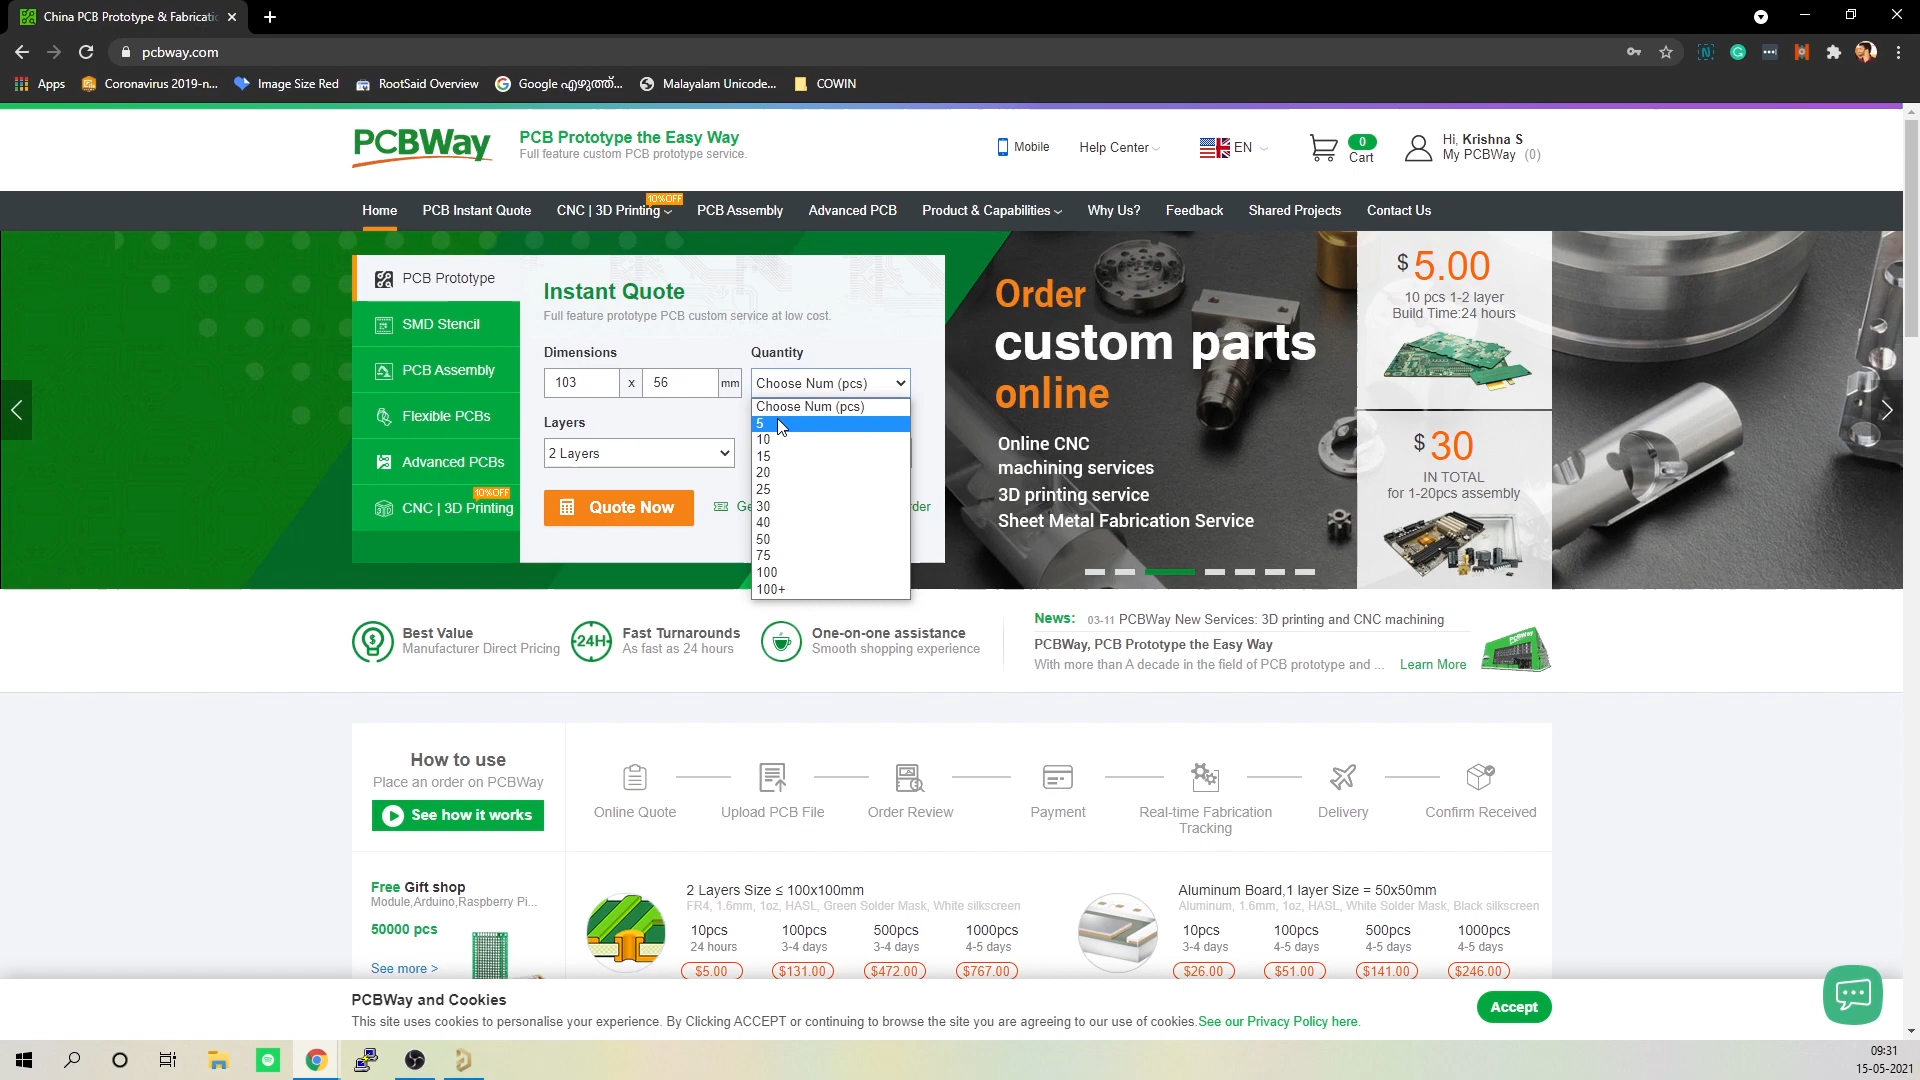 China PCB Prototype & Fabricatio
pcbway.com
Apps
Coronavirus 2019-n...
Image Size Red
RootSaid Overview
Google എഴുത്ത്...
Malayalam Unicode...
COWIN
PCBWay
PCB Prototype the Easy Way
Full feature custom PCB prototype service.
Mobile
Help Center
EN
0
Cart
Hi, Krishna S
My PCBWay (0)
10%OFF
Home
PCB Instant Quote
CNC | 3D Printing
PCB Assembly
Advanced PCB
Product & Capabilities
Why Us?
Feedback
Shared Projects
Contact Us
PCB Prototype
SMD Stencil
PCB Assembly
Flexible PCBs
Advanced PCBs
10%OFF
CNC | 3D Printing
Instant Quote
Full feature prototype PCB custom service at low cost.
Dimensions
Quantity
103 x 56 mm
Choose Num (pcs)
Choose Num (pcs)
5
10
15
20
25
30
40
50
75
100
100+
Layers
2 Layers
Quote Now
Ge
rder
Order
custom parts
online
Online CNC
machining services
3D printing service
Sheet Metal Fabrication Service
$5.00
10 pcs 1-2 layer
Build Time:24 hours
$30
IN TOTAL
for 1-20pcs assembly
Best Value
Manufacturer Direct Pricing
24H
Fast Turnarounds
As fast as 24 hours
One-on-one assistance
Smooth shopping experience
News: 03-11 PCBWay New Services: 3D printing and CNC machining
PCBWay, PCB Prototype the Easy Way
With more than A decade in the field of PCB prototype and ... Learn More
PCBWay
How to use
Place an order on PCBWay
See how it works
Online Quote
Upload PCB File
Order Review
Payment
Real-time Fabrication
Tracking
Delivery
Confirm Received
Free Gift shop
Module,Arduino,Raspberry Pi...
50000 pcs
See more >
2 Layers Size ≤ 100x100mm
FR4, 1.6mm, 1oz, HASL, Green Solder Mask, White silkscreen
10pcs 100pcs 500pcs 1000pcs
24 hours 3-4 days 3-4 days 4-5 days
$5.00 $131.00 $472.00 $767.00
Aluminum Board,1 layer Size = 50x50mm
Aluminum, 1.6mm, 1oz, HASL, White Solder Mask, Black silkscreen
10pcs 100pcs 500pcs 1000pcs
3-4 days 4-5 days 4-5 days 4-5 days
$26.00 $51.00 $141.00 $246.00
PCBWay and Cookies
This site uses cookies to personalise your experience. By Clicking ACCEPT or continuing to browse the site you are agreeing to our use of cookies.See our Privacy Policy here.
Accept
09:31
15-05-2021